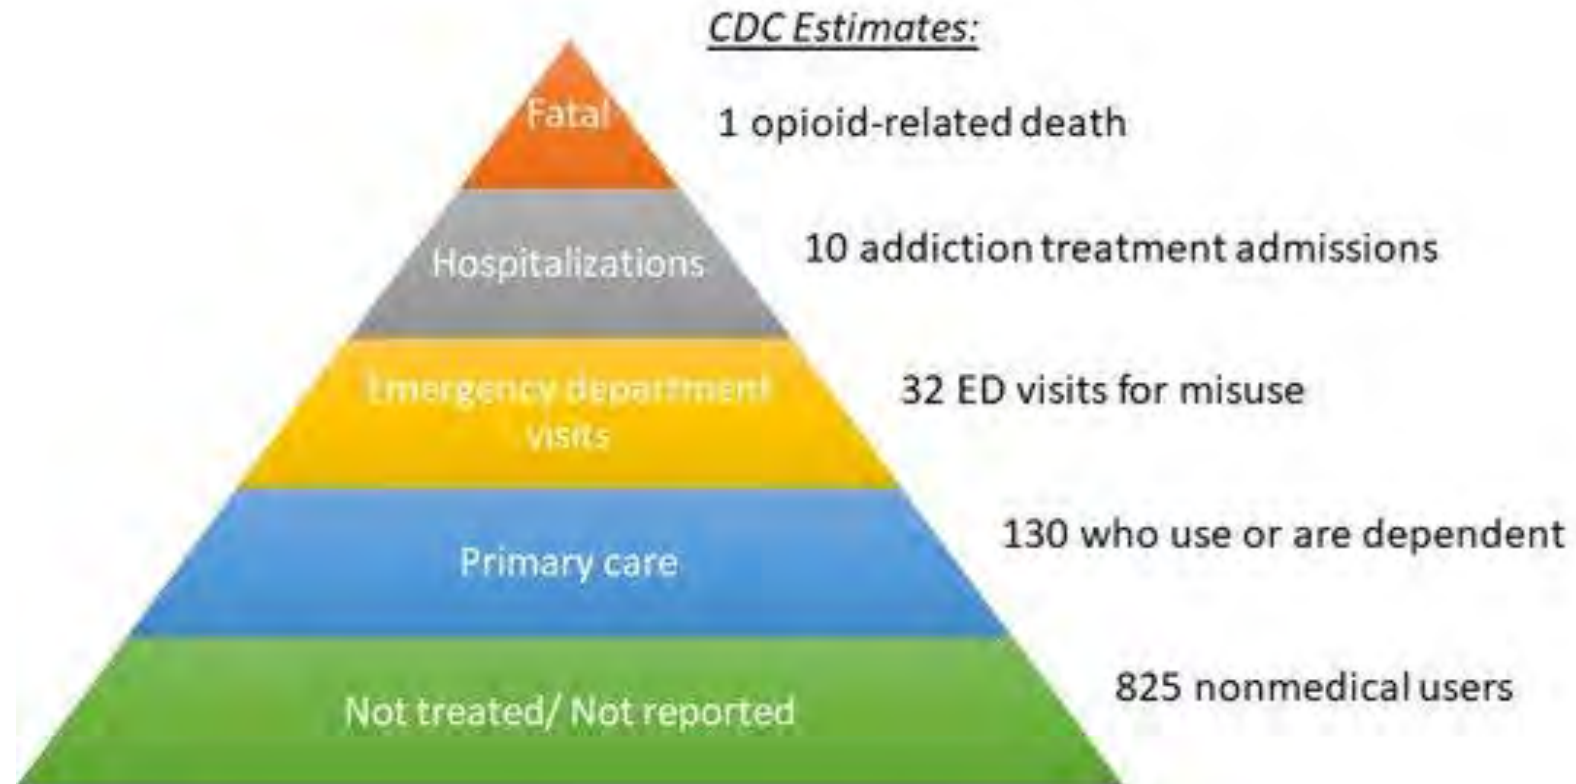 CDC Estimates:
Fatal
1 opioid-related death
Hospitalizations
10 addiction treatment admissions
Emergency department
visits
32 ED visits for misuse
Primary care
130 who use or are dependent
Not treated/ Not reported
825 nonmedical users